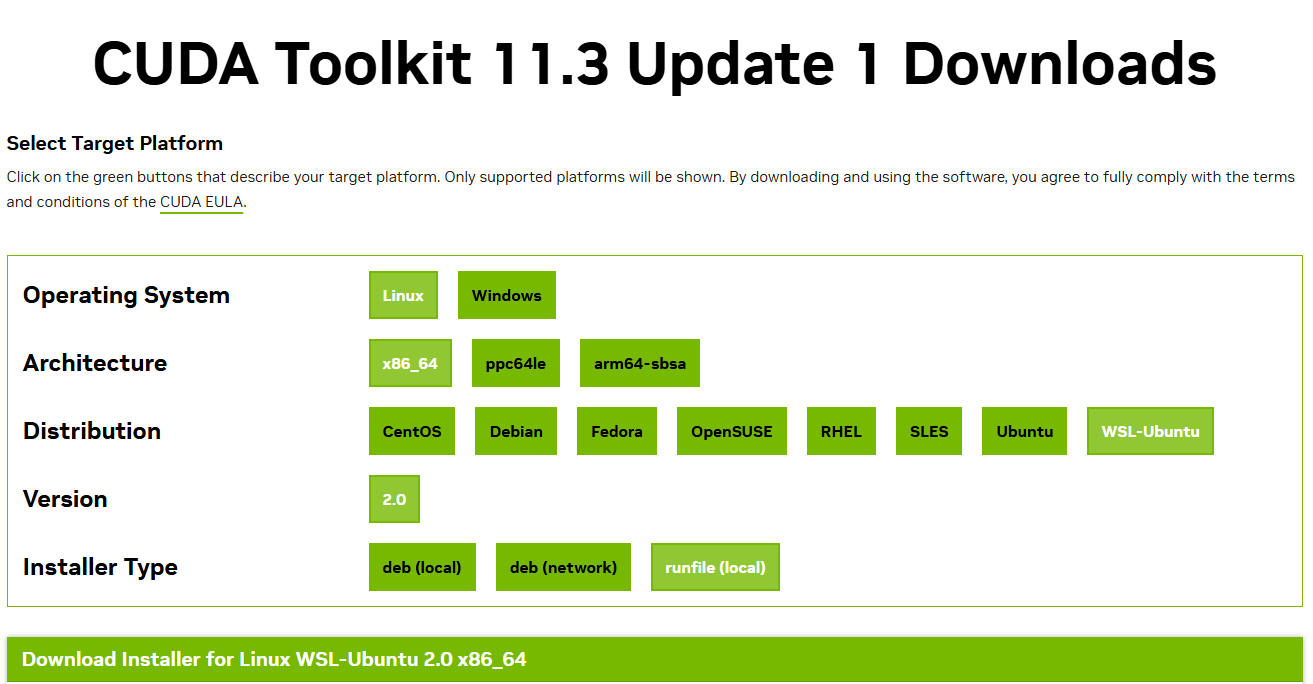 CUDA Toolkit 11.3 Update 1 Downloads
Select Target Platform
Click on the green buttons that describe your target platform. Only supported platforms will be shown. By downloading and using the software, you agree to fully comply with the terms
and conditions of the CUDA EULA.
Operating System Linux Windows
Architecture x86_64 ppc64le arm64-sbsa
Distribution CentOS Debian Fedora OpenSUSE RHEL SLES Ubuntu WSL-Ubuntu
Version 2.0
Installer Type deb (local) deb (network) runfile (local)
Download Installer for Linux WSL-Ubuntu 2.0 x86_64